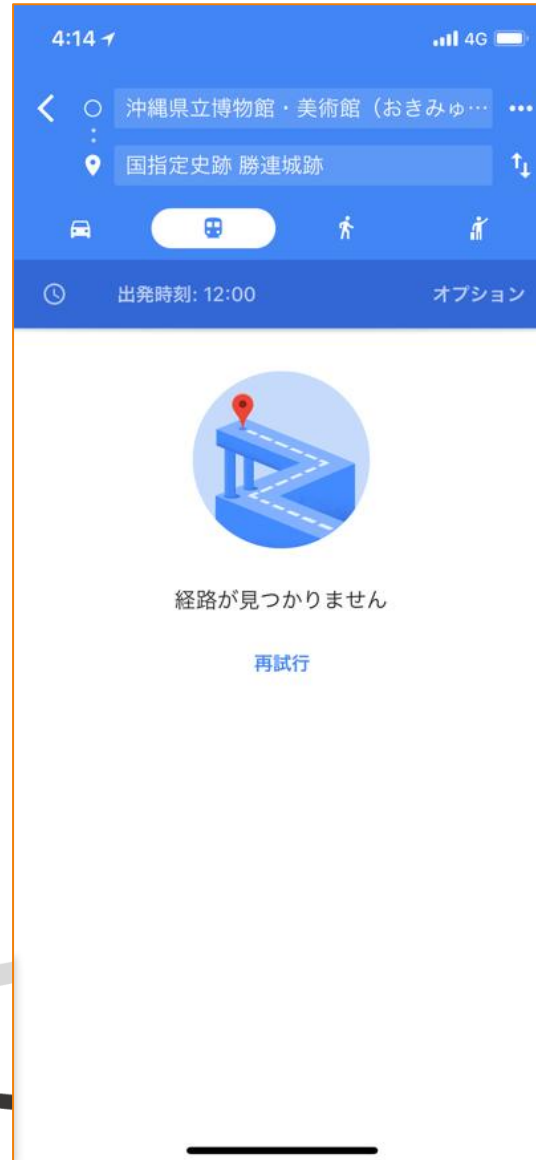 4:14
4G
沖縄県立博物館・美術館（おきみゅ…
国指定史跡 勝連城跡
出発時刻: 12:00
オプション
経路が見つかりません
再試行